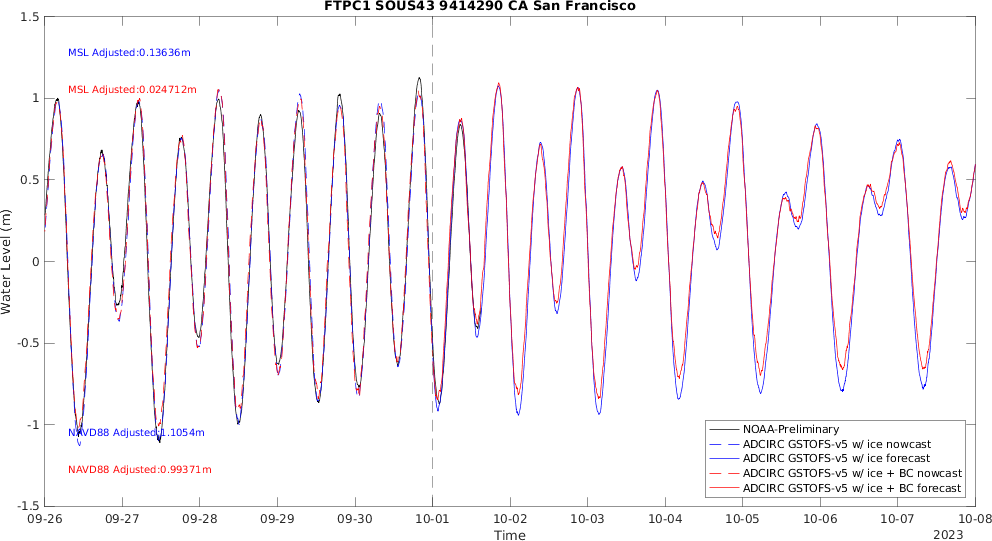 FTPC1 SOUS43 9414290 CA San Francisco
1.5
1
0.5
0
-0.5
-1
-1.5
Water Level (m)
MSL Adjusted:0.13636m
MSL Adjusted:0.024712m
NAVD88 Adjusted:1.1054m
NAVD88 Adjusted:0.99371m
NOAA-Preliminary
ADCIRC GSTOFS-v5 w/ ice nowcast
ADCIRC GSTOFS-v5 w/ ice forecast
ADCIRC GSTOFS-v5 w/ ice + BC nowcast
ADCIRC GSTOFS-v5 w/ ice + BC forecast
09-26 09-27 09-28 09-29 09-30 10-01 10-02 10-03 10-04 10-05 10-06 10-07 10-08
Time
2023